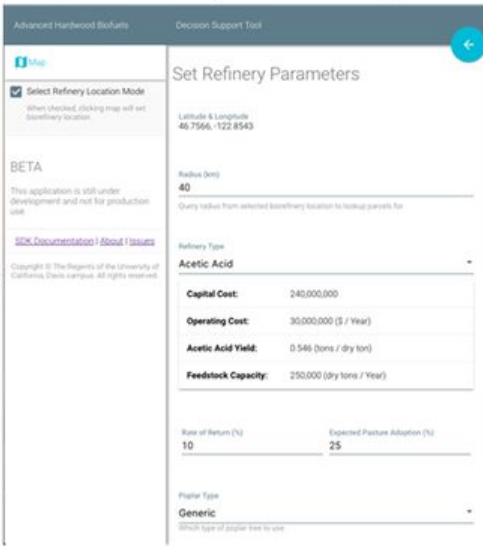 Advanced Hardwood Biofuels
Decision Support Tool
Map
Select Refinery Location Mode
When checked, clicking map will set
biorefinery location
BETA
This application is still under
development and not for production
use
SDK Documentation | About | Issues
Copyright © The Regents of the University of
California, Davis campus. All rights reserved.
Set Refinery Parameters
Latitude & Longitude
46.7566, -122.8543
Radius (km)
40
Query radius from selected biorefinery location to lookup parcels for
Refinery Type
Acetic Acid
Capital Cost: 240,000,000
Operating Cost: 30,000,000 ($ / Year)
Acetic Acid Yield: 0.546 (tons / dry ton)
Feedstock Capacity: 250,000 (dry tons / Year)
Rate of Return (%) Expected Pasture Adoption (%)
10 25
Poplar Type
Generic
Which type of poplar tree to use